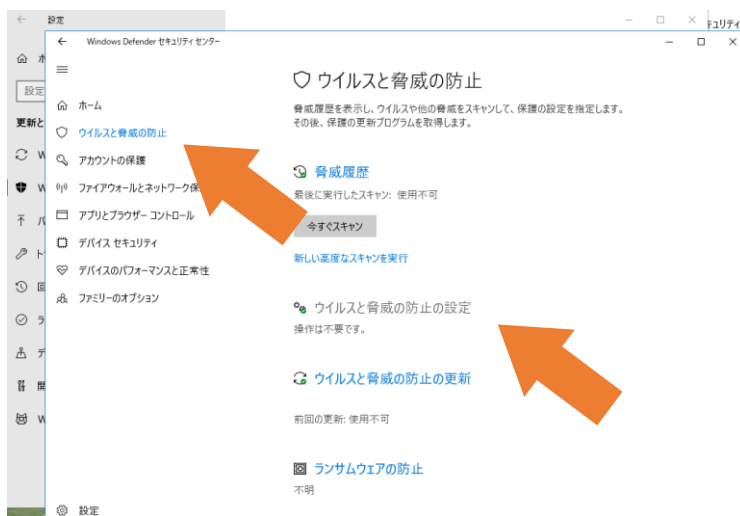 設定
キュリティ
Windows Defender セキュリティ センター
設定
更新と
ホーム
ウイルスと脅威の防止
アカウントの保護
ファイアウォールとネットワーク保
アプリとブラウザー コントロール
デバイス セキュリティ
デバイスのパフォーマンスと正常性
ファミリーのオプション
設定
ウイルスと脅威の防止
脅威履歴を表示し、ウイルスや他の脅威をスキャンして、保護の設定を指定します。
その後、保護の更新プログラムを取得します。
脅威履歴
最後に実行したスキャン: 使用不可
今すぐスキャン
新しい高度なスキャンを実行
ウイルスと脅威の防止の設定
操作は不要です。
ウイルスと脅威の防止の更新
前回の更新: 使用不可
ランサムウェアの防止
不明